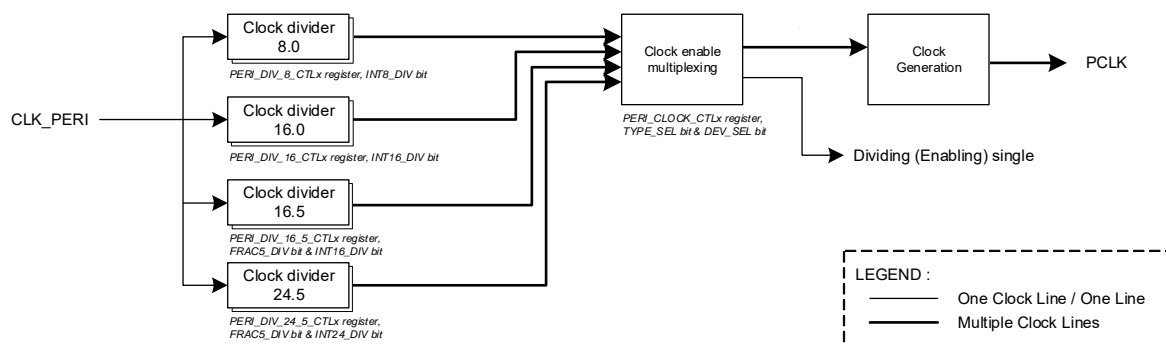 Clock divider
8.0
PERI_DIV_8_CTLx register, INT8_DIV bit
CLK_PERI
Clock divider
16.0
PERI_DIV_16_CTLx register, INT16_DIV bit
Clock divider
16.5
PERI_DIV_16_5_CTLx register,
FRAC5_DIV bit & INT16_DIV bit
Clock divider
24.5
PERI_DIV_24_5_CTLx register,
FRAC5_DIV bit & INT24_DIV bit
Clock enable
multiplexing
PERI_CLOCK_CTLx register,
TYPE_SEL bit & DEV_SEL bit
Clock
Generation
PCLK
Dividing (Enabling) single
LEGEND :
One Clock Line / One Line
Multiple Clock Lines